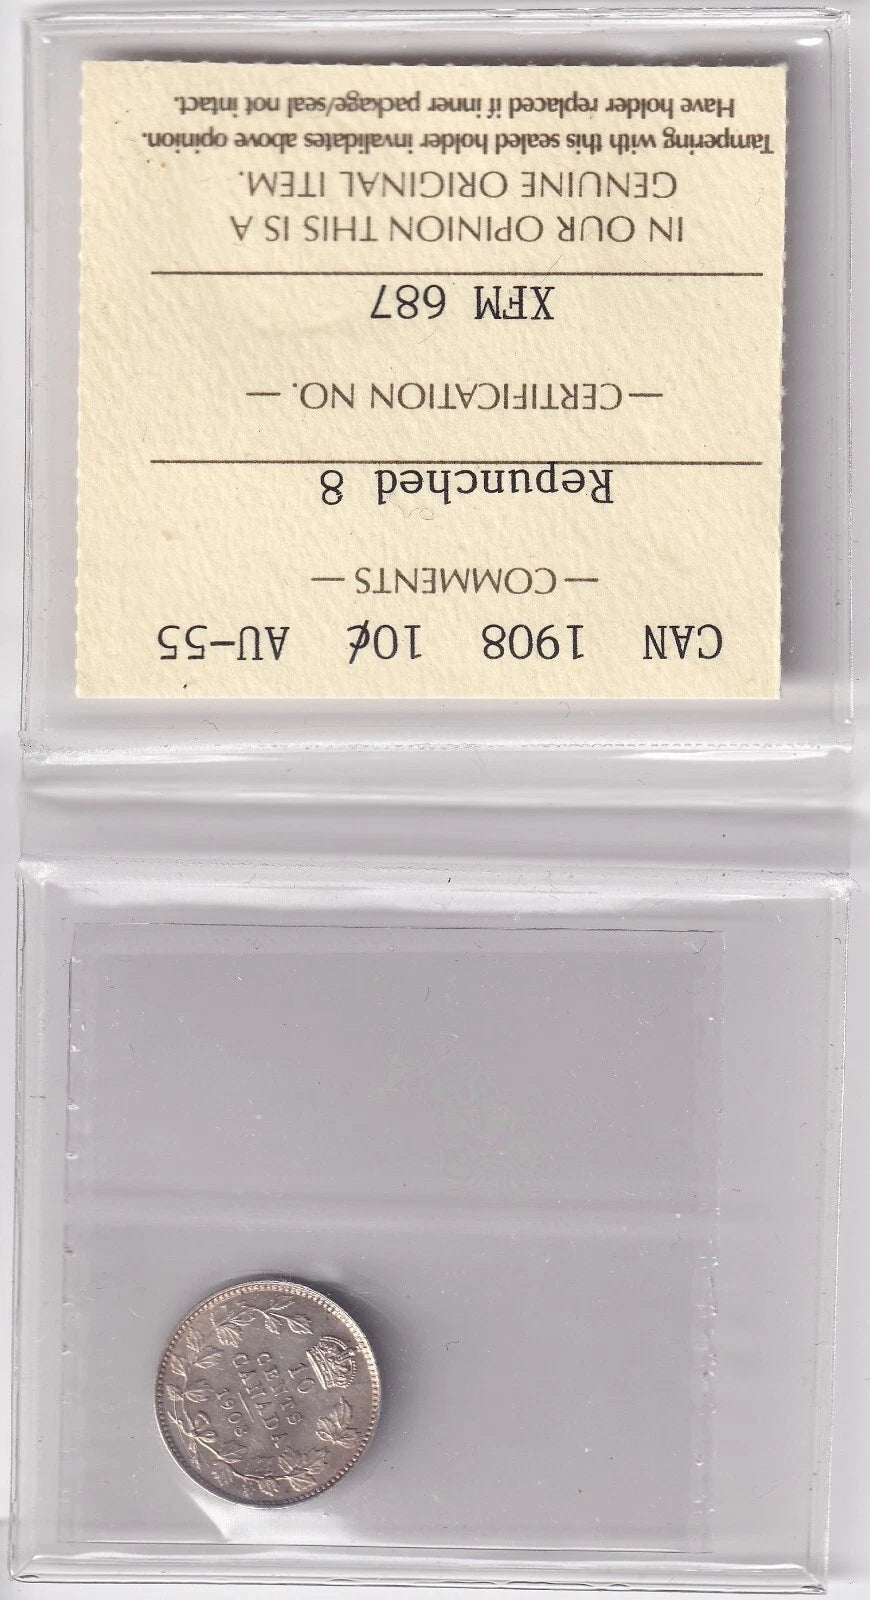 CAN 1908 10¢ AU-55
— COMMENTS —
Repunched 8
— CERTIFICATION NO. —
XFM 687
IN OUR OPINION THIS IS A
GENUINE ORIGINAL ITEM.
Tampering with this sealed holder invalidates above opinion.
Have holder replaced if inner package/seal not intact.
10
CENTS
CANADA
1908